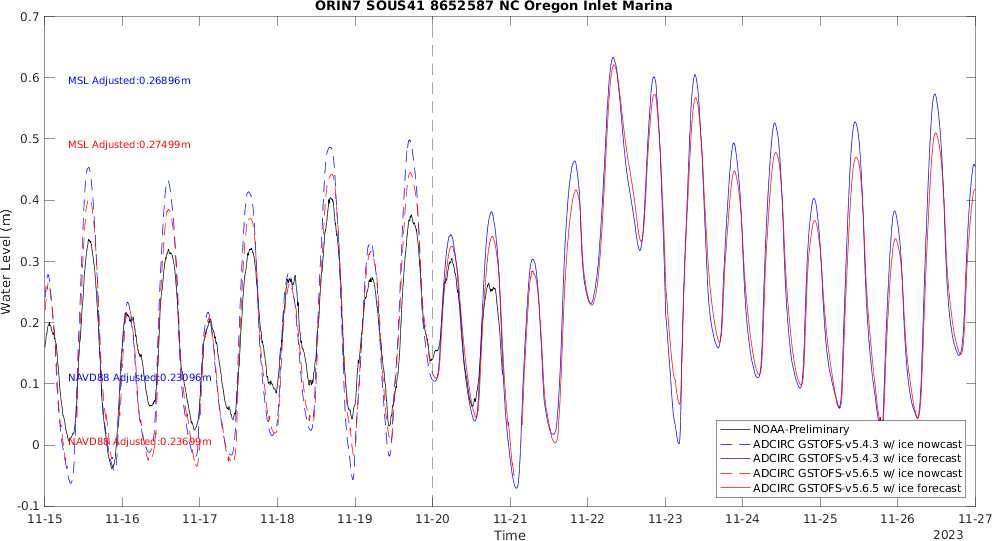 ORIN7 SOUS41 8652587 NC Oregon Inlet Marina
0.7
0.6
0.5
0.4
0.3
0.2
0.1
0
-0.1
Water Level (m)
MSL Adjusted:0.26896m
MSL Adjusted:0.27499m
NAVD88 Adjusted:0.23096m
NAVD88 Adjusted:0.23699m
NOAA-Preliminary
ADCIRC GSTOFS-v5.4.3 w/ ice nowcast
ADCIRC GSTOFS-v5.4.3 w/ ice forecast
ADCIRC GSTOFS-v5.6.5 w/ ice nowcast
ADCIRC GSTOFS-v5.6.5 w/ ice forecast
11-15 11-16 11-17 11-18 11-19 11-20 11-21 11-22 11-23 11-24 11-25 11-26 11-27
Time
2023